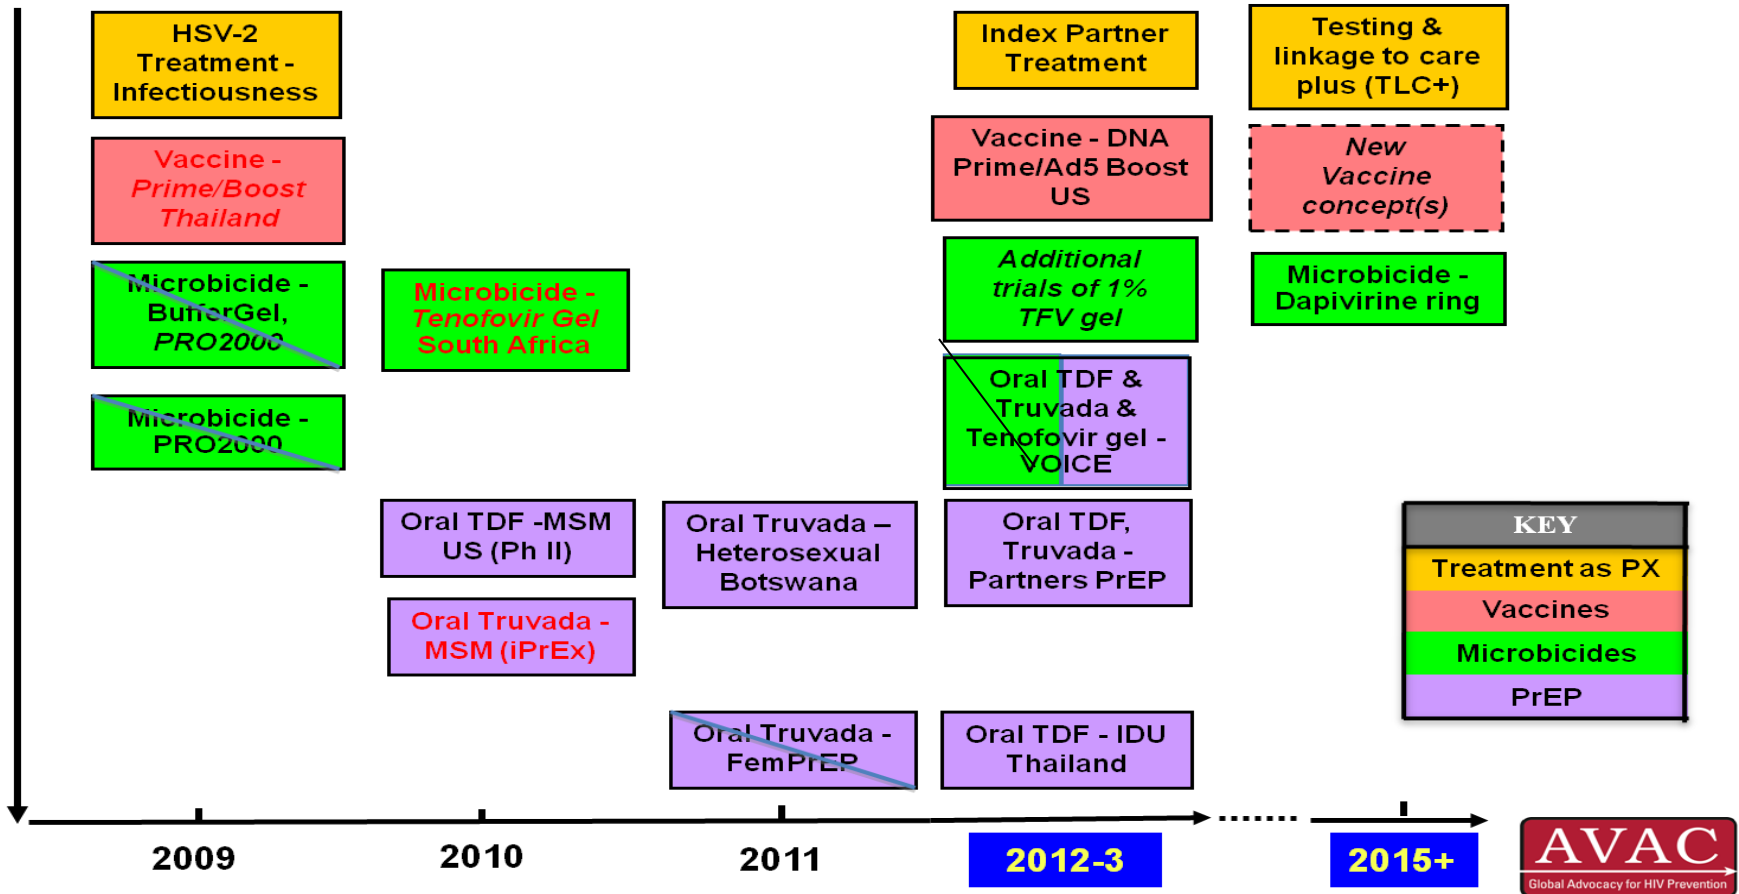 HSV-2
Treatment -
Infectiousness
Vaccine -
Prime/Boost
Thailand
Microbicide -
BufferGel,
PRO2000
Microbicide -
PRO2000
Microbicide -
Tenofovir Gel
South Africa
Oral TDF -MSM
US (Ph II)
Oral Truvada -
MSM (iPrEx)
Oral Truvada –
Heterosexual
Botswana
Oral Truvada -
FemPrEP
Index Partner
Treatment
Vaccine - DNA
Prime/Ad5 Boost
US
Additional
trials of 1%
TFV gel
Oral TDF &
Truvada &
Tenofovir gel -
VOICE
Oral TDF,
Truvada -
Partners PrEP
Oral TDF - IDU
Thailand
Testing &
linkage to care
plus (TLC+)
New
Vaccine
concept(s)
Microbicide -
Dapivirine ring
KEY
Treatment as PX
Vaccines
Microbicides
PrEP
2009
2010
2011
2012-3
2015+
AVAC
Global Advocacy for HIV Prevention